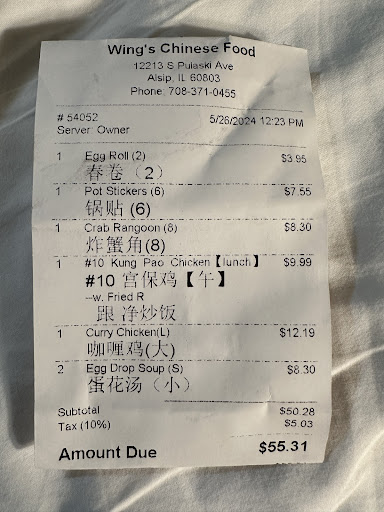 Wing's Chinese Food
12213 S Pulaski Ave
Alsip, IL 60803
Phone: 708-371-0455
# 54052 5/26/2024 12:23 PM
Server: Owner
1 Egg Roll (2) $3.95
春卷（2）
1 Pot Stickers (6) $7.55
锅贴 (6)
1 Crab Rangoon (8) $8.30
炸蟹角(8)
1 #10 Kung Pao Chicken【lunch】 $9.99
#10 宫保鸡【午】
--w. Fried R
跟 净炒饭
1 Curry Chicken(L) $12.19
咖喱鸡(大)
2 Egg Drop Soup (S) $8.30
蛋花汤（小）
Subtotal $50.28
Tax (10%) $5.03
Amount Due $55.31